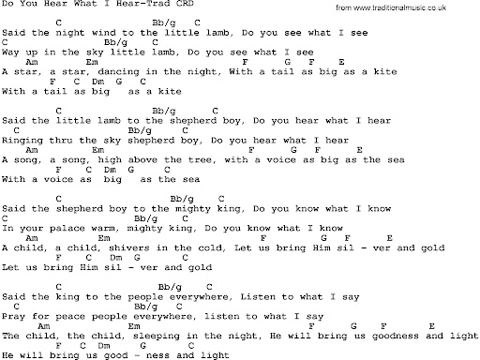 Do You Hear What I Hear-Trad CRD
from www.traditionalmusic.co.uk
C Bb/g C
Said the night wind to the little lamb, Do you see what I see
C Bb/g C
Way up in the sky little lamb, Do you see what I see
Am Em F G F E
A star, a star, dancing in the night, With a tail as big as a kite
F C Dm G C
With a tail as big as a kite
C Bb/g C
Said the little lamb to the shepherd boy, Do you hear what I hear
C Bb/g C
Ringing thru the sky shepherd boy, Do you hear what I hear
Am Em F G F E
A song, a song, high above the tree, with a voice as big as the sea
F C Dm G C
With a voice as big as the sea
C Bb/g C
Said the shepherd boy to the mighty king, Do you know what I know
C Bb/g C
In your palace warm, mighty king, Do you know what I know
Am Em F G F E
A child, a child, shivers in the cold, Let us bring Him sil - ver and gold
F C Dm G C
Let us bring Him sil - ver and gold
C Bb/g C
Said the king to the people everywhere, Listen to what I say
C Bb/g C
Pray for peace people everywhere, listen to what I say
Am Em F G F E
The child, the child, sleeping in the night, He will bring us goodness and light
F C Dm G C
He will bring us good - ness and light